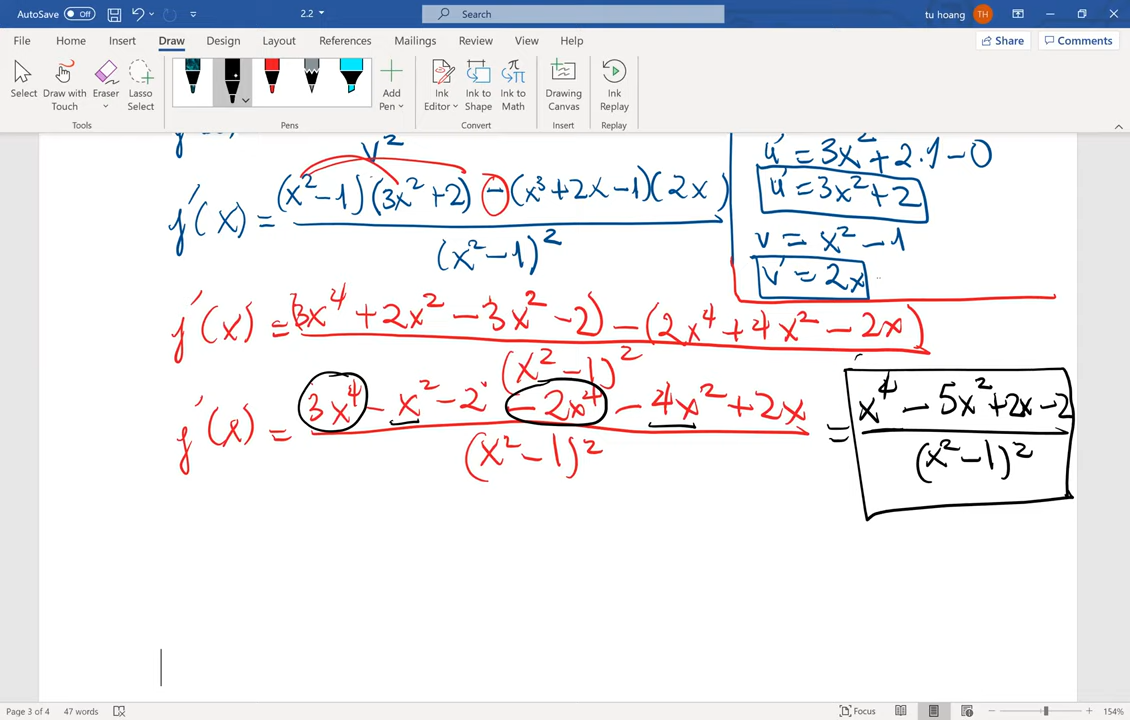 AutoSave Off 2.2 Search tu hoang TH
File Home Insert Draw Design Layout References Mailings Review View Help Share Comments
Select Draw with Touch Eraser Lasso Select Add Pen Ink Editor Ink to Shape Ink to Math Drawing Canvas Ink Replay
Tools Pens Convert Insert Replay
v²
u' = 3x² + 2.1 - 0
u' = 3x² + 2
v = x² - 1
v' = 2x
f'(x) = (x² - 1)(3x² + 2) - (x³ + 2x - 1)(2x)
(x² - 1)²
f'(x) = (3x⁴ + 2x² - 3x² - 2) - (2x⁴ + 4x² - 2x)
(x² - 1)²
f'(x) = 3x⁴ - x² - 2 - 2x⁴ - 4x² + 2x = x⁴ - 5x² + 2x - 2
(x² - 1)² (x² - 1)²
Page 3 of 4 47 words Focus 154%